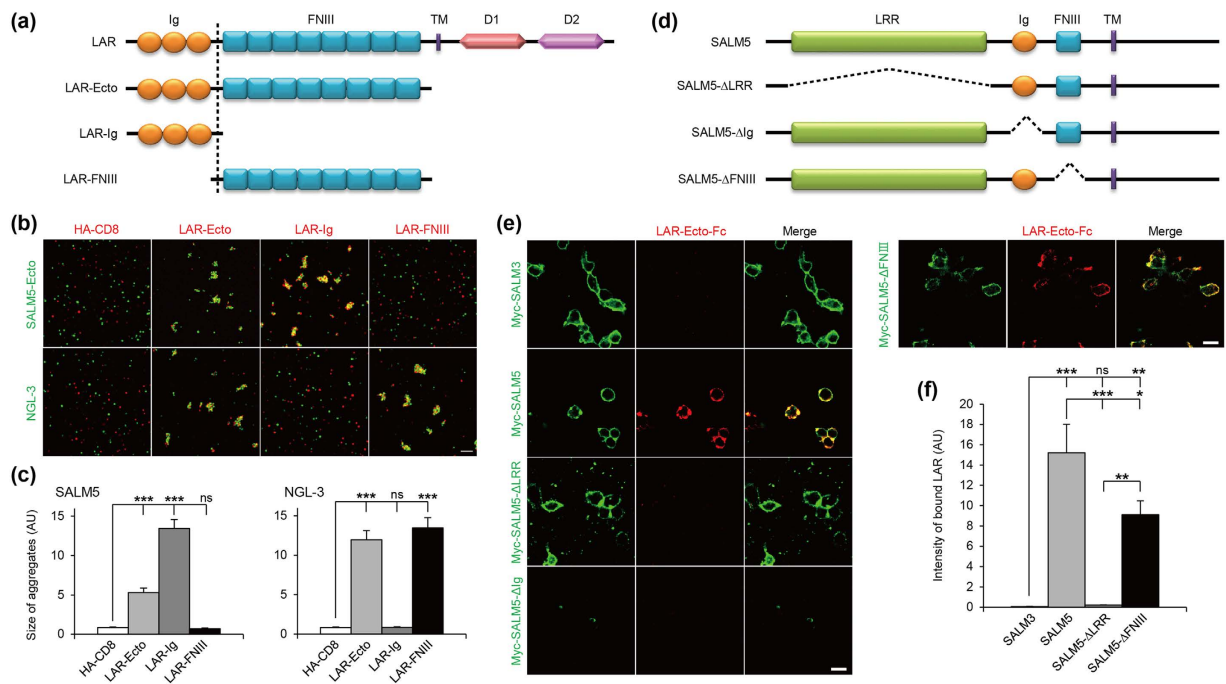 (a)
Ig FNIII TM D1 D2
LAR
LAR-Ecto
LAR-Ig
LAR-FNIII
(b)
HA-CD8 LAR-Ecto LAR-Ig LAR-FNIII
SALM5-Ecto
NGL-3
(c)
SALM5
*** *** ns
Size of aggregates (AU)
15
10
5
0
HA-CD8 LAR-Ecto LAR-Ig LAR-FNIII
NGL-3
*** ns ***
15
10
5
0
HA-CD8 LAR-Ecto LAR-Ig LAR-FNIII
(d)
LRR Ig FNIII TM
SALM5
SALM5-ΔLRR
SALM5-ΔIg
SALM5-ΔFNIII
(e)
LAR-Ecto-Fc Merge
Myc-SALM3
Myc-SALM5
Myc-SALM5-ΔLRR
Myc-SALM5-ΔIg
LAR-Ecto-Fc Merge
Myc-SALM5-ΔFNIII
(f)
*** ns **
*** *
**
Intensity of bound LAR (AU)
20
18
16
14
12
10
8
6
4
2
0
SALM3 SALM5 SALM5-ΔLRR SALM5-ΔFNIII